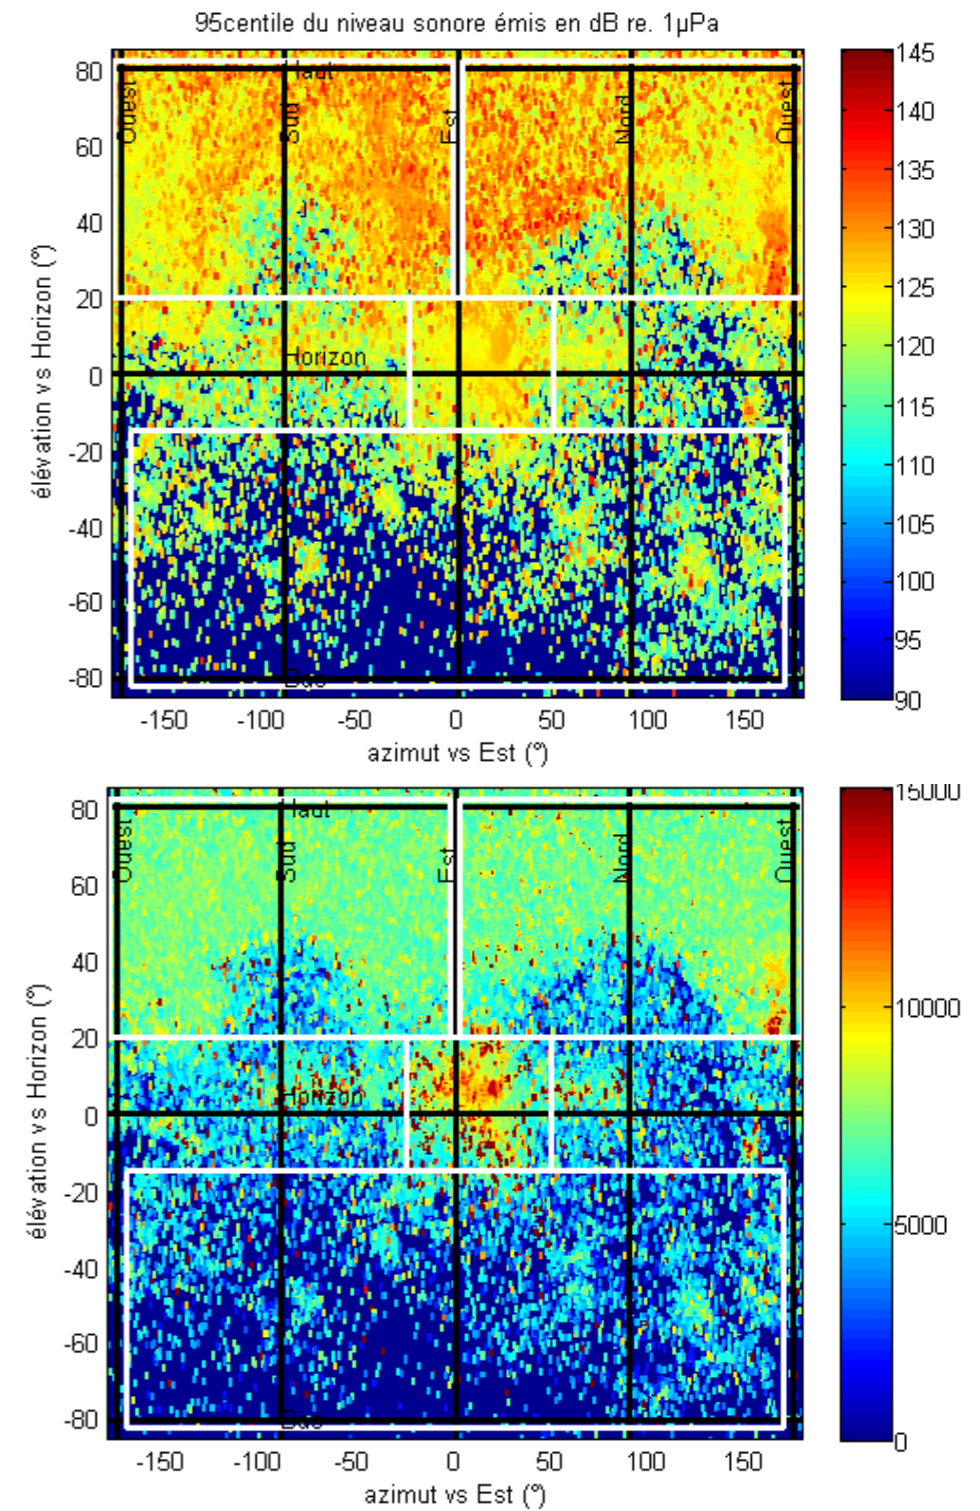 95centile du niveau sonore émis en dB re. 1µPa
élévation vs Horizon (°)
80
60
40
20
0
-20
-40
-60
-80
Haut
Ouest
Sud
Est
Nord
Ouest
Horizon
Bas
-150 -100 -50 0 50 100 150
azimut vs Est (°)
145
140
135
130
125
120
115
110
105
100
95
90
élévation vs Horizon (°)
80
60
40
20
0
-20
-40
-60
-80
Haut
Ouest
Sud
Est
Nord
Ouest
Horizon
Bas
-150 -100 -50 0 50 100 150
azimut vs Est (°)
15000
10000
5000
0